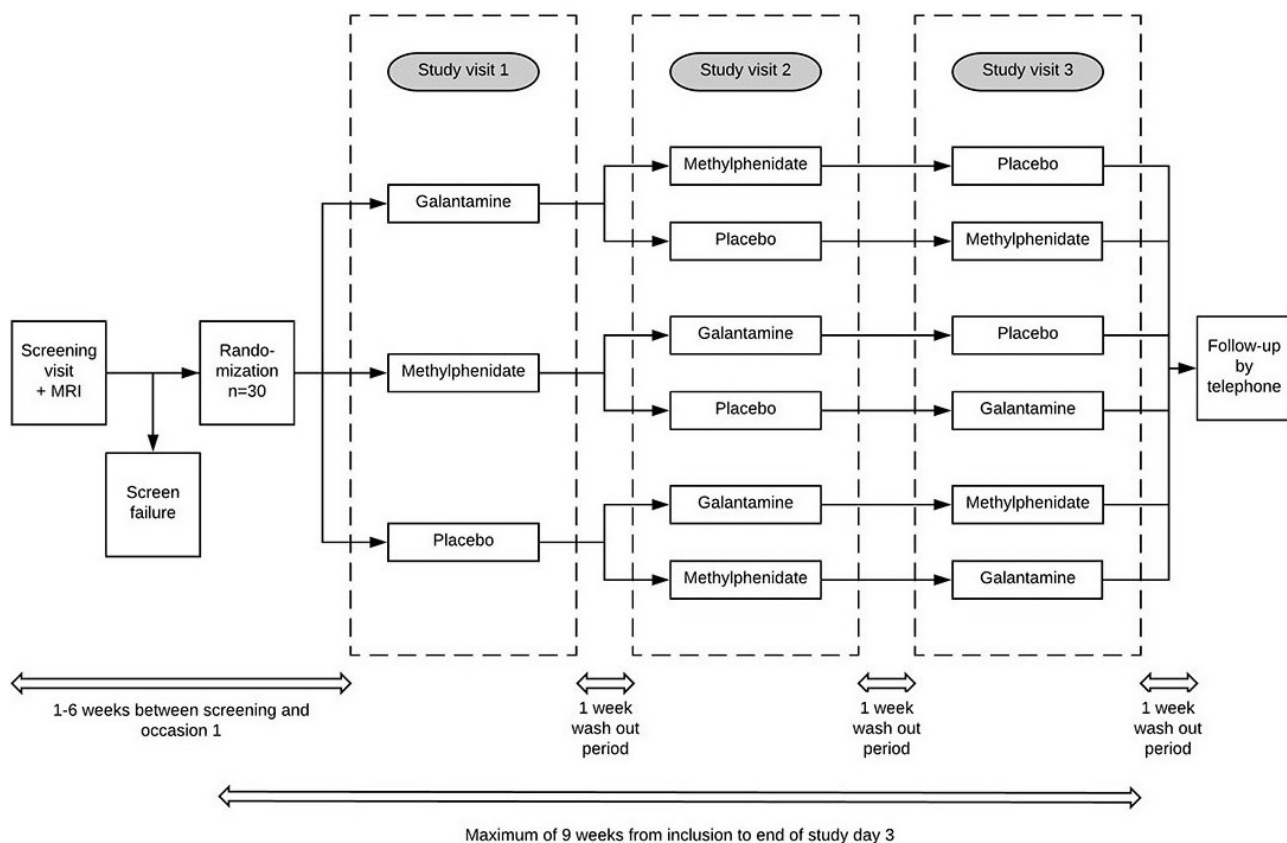 Study visit 1
Study visit 2
Study visit 3
Methylphenidate
Placebo
Galantamine
Placebo
Methylphenidate
Screening
visit
+ MRI
Rando-
mization
n=30
Methylphenidate
Galantamine
Placebo
Follow-up
by
telephone
Placebo
Galantamine
Screen
failure
Galantamine
Methylphenidate
Placebo
Methylphenidate
Galantamine
1-6 weeks between screening and
occasion 1
1 week
wash out
period
1 week
wash out
period
1 week
wash out
period
Maximum of 9 weeks from inclusion to end of study day 3